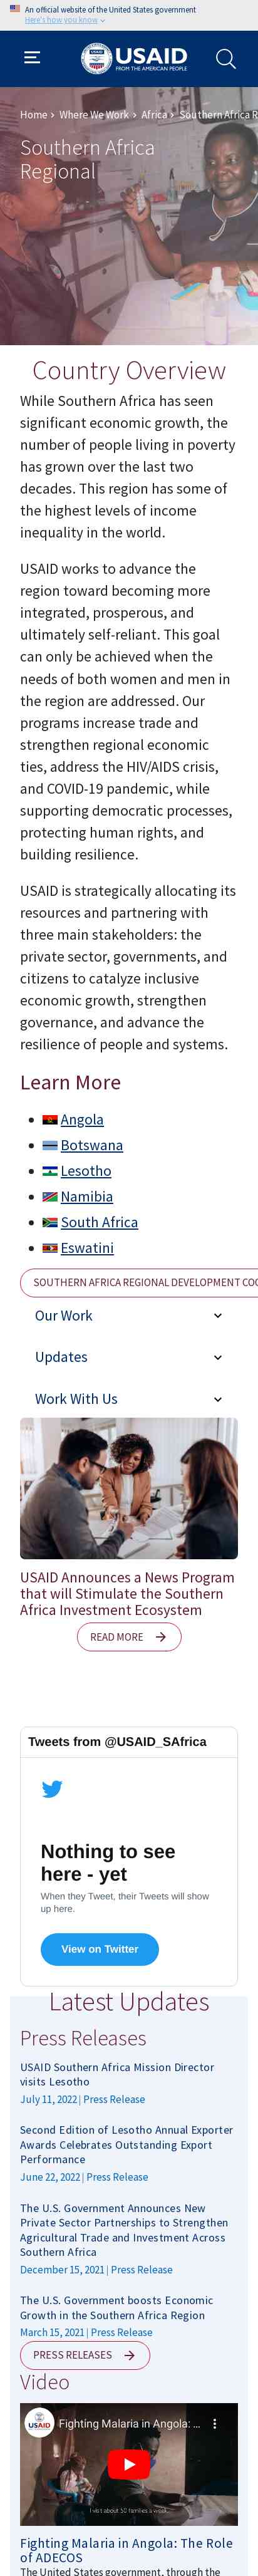 An official website of the United States government
Here's how you know
USAID
FROM THE AMERICAN PEOPLE
Home > Where We Work > Africa > Southern Africa R
Southern Africa
Regional
Country Overview
While Southern Africa has seen
significant economic growth, the
number of people living in poverty
has grown over the last two
decades. This region has some of
the highest levels of income
inequality in the world.
USAID works to advance the
region toward becoming more
integrated, prosperous, and
ultimately self-reliant. This goal
can only be achieved when the
needs of both women and men in
the region are addressed. Our
programs increase trade and
strengthen regional economic
ties, address the HIV/AIDS crisis,
and COVID-19 pandemic, while
supporting democratic processes,
protecting human rights, and
building resilience.
USAID is strategically allocating its
resources and partnering with
three main stakeholders: the
private sector, governments, and
citizens to catalyze inclusive
economic growth, strengthen
governance, and advance the
resilience of people and systems.
Learn More
Angola
Botswana
Lesotho
Namibia
South Africa
Eswatini
SOUTHERN AFRICA REGIONAL DEVELOPMENT COO
Our Work
Updates
Work With Us
USAID Announces a News Program
that will Stimulate the Southern
Africa Investment Ecosystem
READ MORE
Tweets from @USAID_SAfrica
Nothing to see
here - yet
When they Tweet, their Tweets will show
up here.
View on Twitter
Latest Updates
Press Releases
USAID Southern Africa Mission Director
visits Lesotho
July 11, 2022 | Press Release
Second Edition of Lesotho Annual Exporter
Awards Celebrates Outstanding Export
Performance
June 22, 2022 | Press Release
The U.S. Government Announces New
Private Sector Partnerships to Strengthen
Agricultural Trade and Investment Across
Southern Africa
December 15, 2021 | Press Release
The U.S. Government boosts Economic
Growth in the Southern Africa Region
March 15, 2021 | Press Release
PRESS RELEASES
Video
USAID
Fighting Malaria in Angola: ...
I visit about 50 families a week.
Fighting Malaria in Angola: The Role
of ADECOS
The United States government, through the